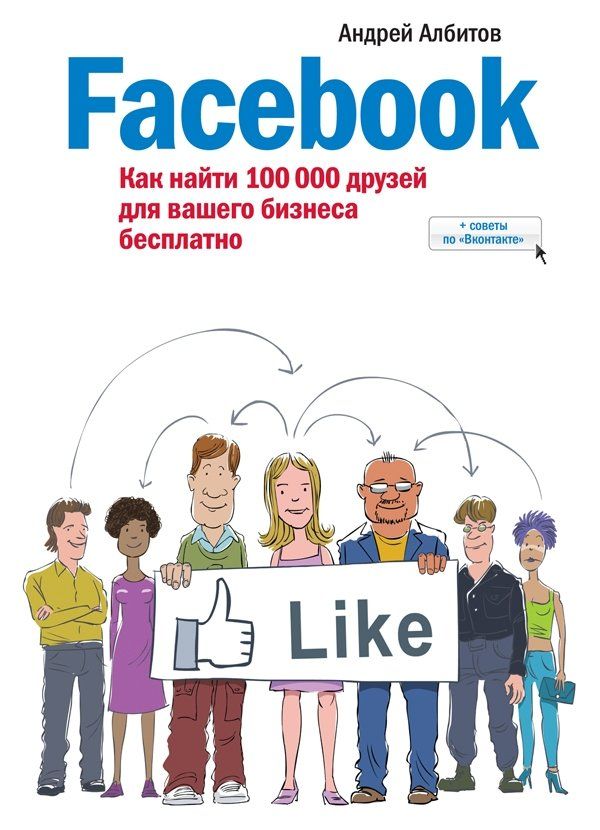 Андрей Албитов
Facebook
Как найти 100 000 друзей
для вашего бизнеса
бесплатно
+ советы
по «Вконтакте»
Like